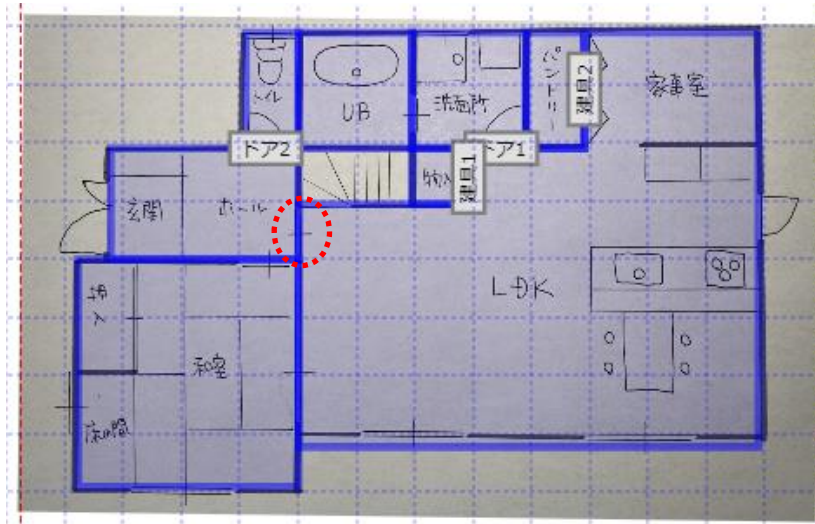 トイレ
UB
洗面所
パントリー
建具2
家事室
ドア2
ドア1
建具1
物入
玄関
ホール
LDK
押入
和室
床の間